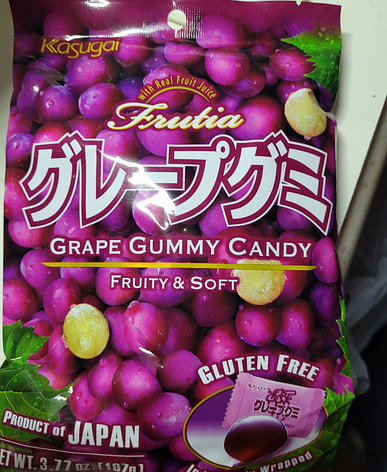 Kasugai
with Real Fruit Juice
Frutia
グレープグミ
GRAPE GUMMY CANDY
FRUITY & SOFT
GLUTEN FREE
グレープグミ
PRODUCT OF JAPAN
Wrapped
NET WT. 3.77 oz. (107g)